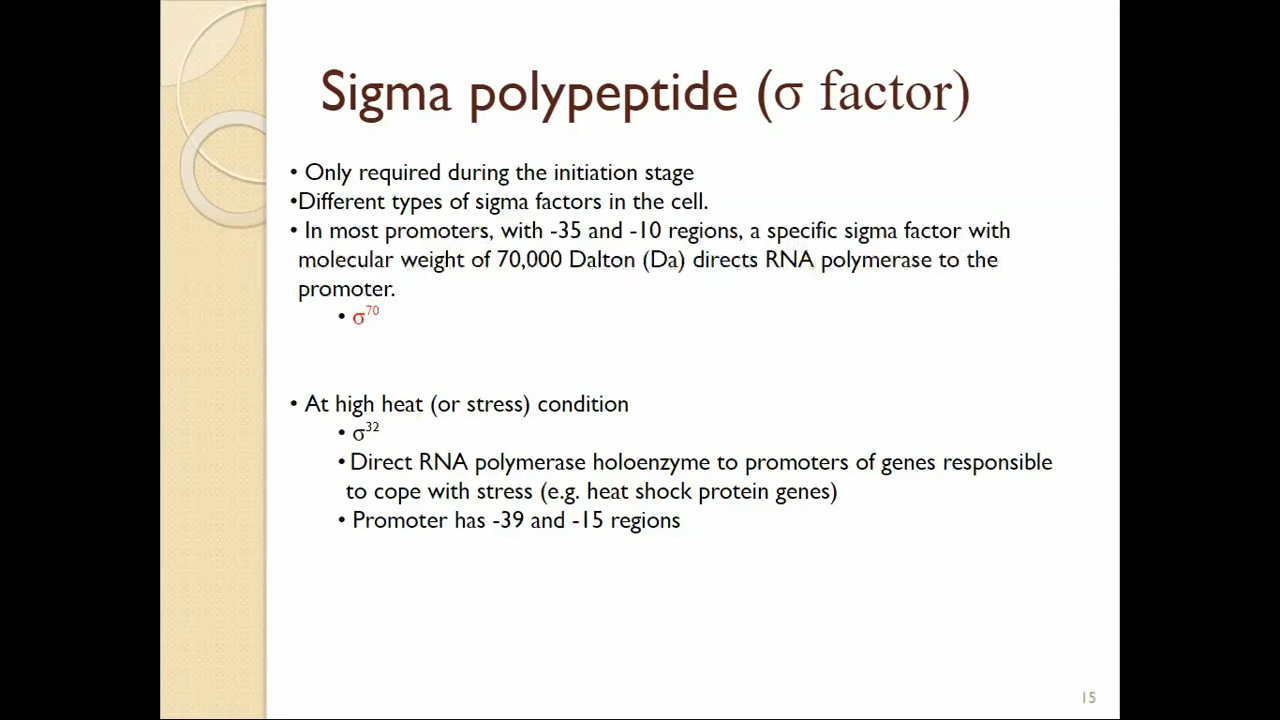 Sigma polypeptide (σ factor)
• Only required during the initiation stage
•Different types of sigma factors in the cell.
• In most promoters, with -35 and -10 regions, a specific sigma factor with
molecular weight of 70,000 Dalton (Da) directs RNA polymerase to the
promoter.
• σ⁷⁰
• At high heat (or stress) condition
• σ³²
• Direct RNA polymerase holoenzyme to promoters of genes responsible
to cope with stress (e.g. heat shock protein genes)
• Promoter has -39 and -15 regions
15